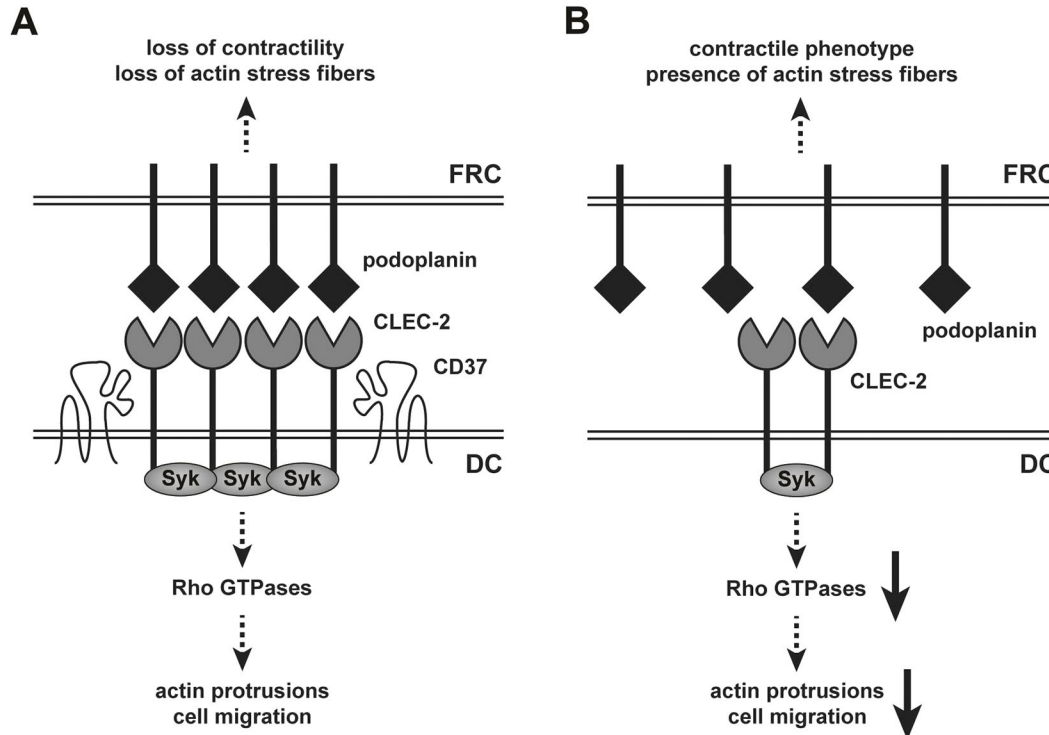 A
loss of contractility
loss of actin stress fibers
FRC
podoplanin
CLEC-2
CD37
DC
Syk Syk Syk
Rho GTPases
actin protrusions
cell migration
B
contractile phenotype
presence of actin stress fibers
FRC
podoplanin
CLEC-2
DC
Syk
Rho GTPases
actin protrusions
cell migration